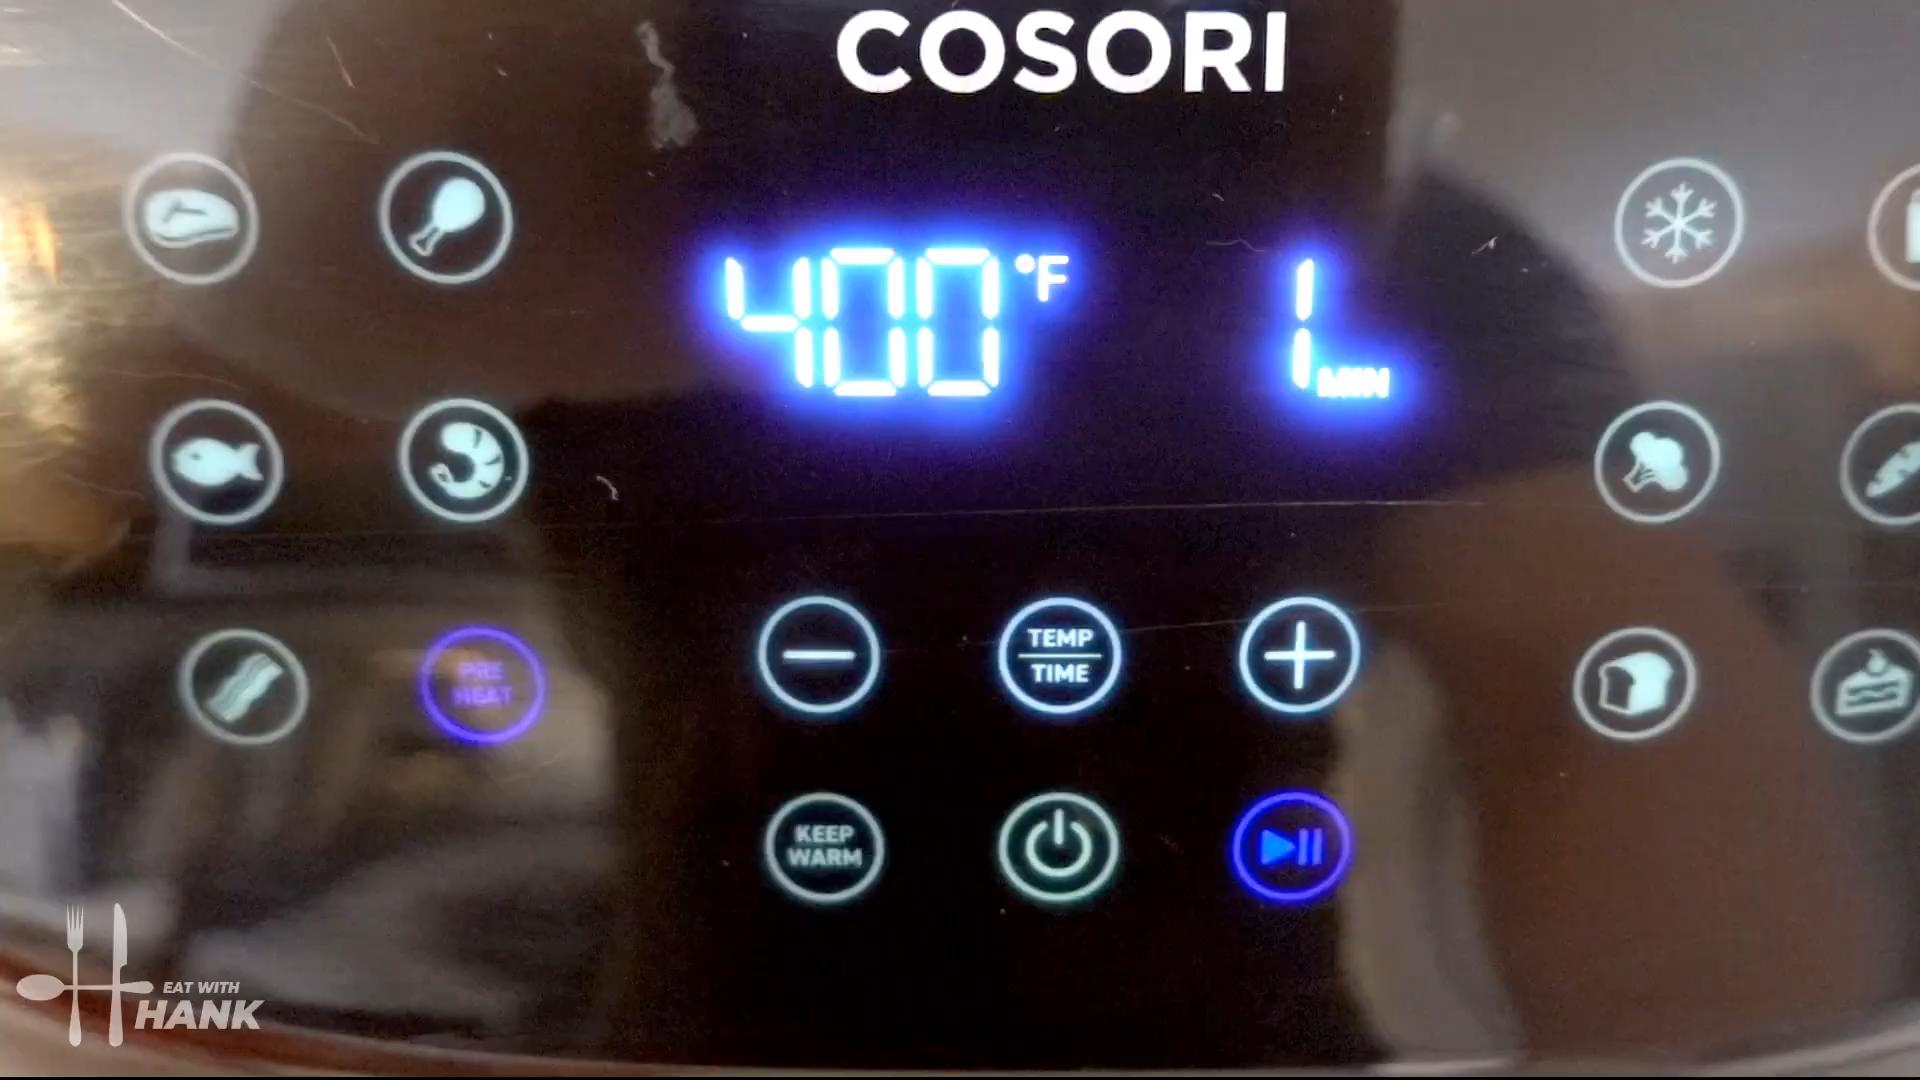 COSORI
400 °F
1 MIN
PRE
HEAT
TEMP
TIME
KEEP
WARM
EAT WITH
HANK